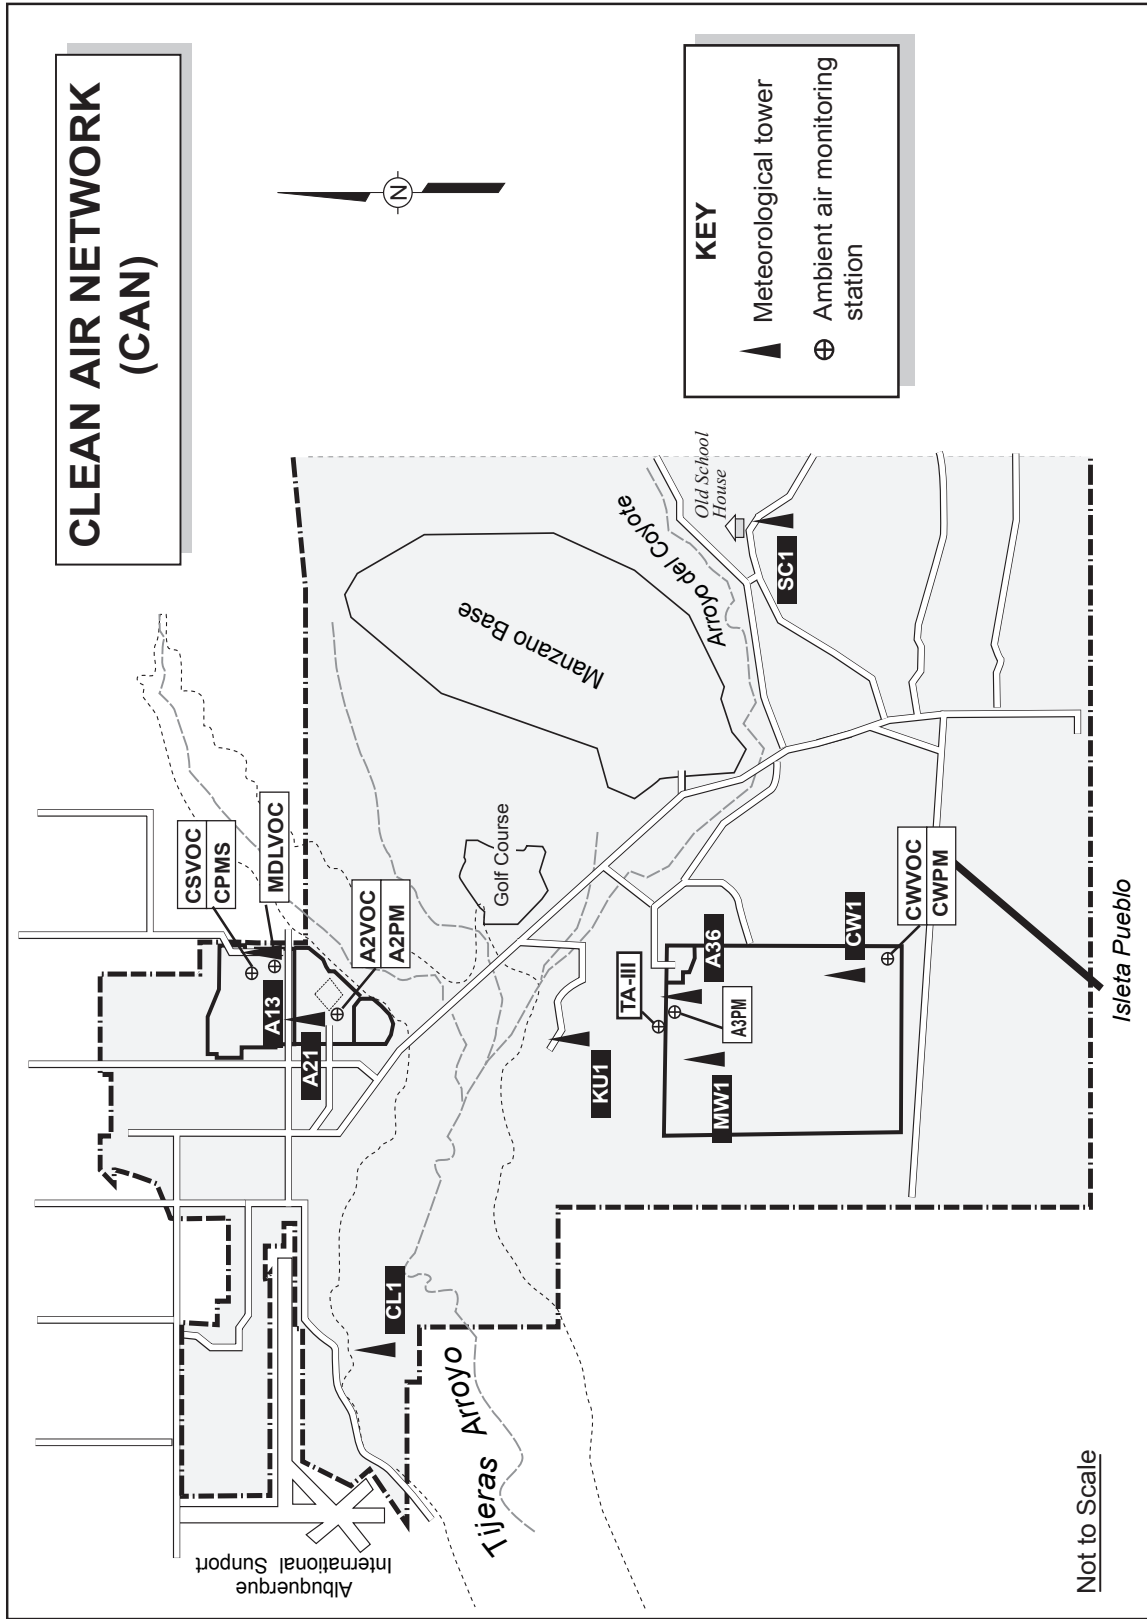 CLEAN AIR NETWORK
(CAN)
N
KEY
Meteorological tower
Ambient air monitoring
station
CSVOC
CPMS
MDLVOC
A13
A21
A2VOC
A2PM
Albuquerque
International Sunport
CL1
Tijeras Arroyo
Golf Course
Manzano Base
Arroyo del Coyote
Old School
House
SC1
KU1
TA-III
A36
A3PM
MW1
CW1
CWVOC
CWPM
Isleta Pueblo
Not to Scale